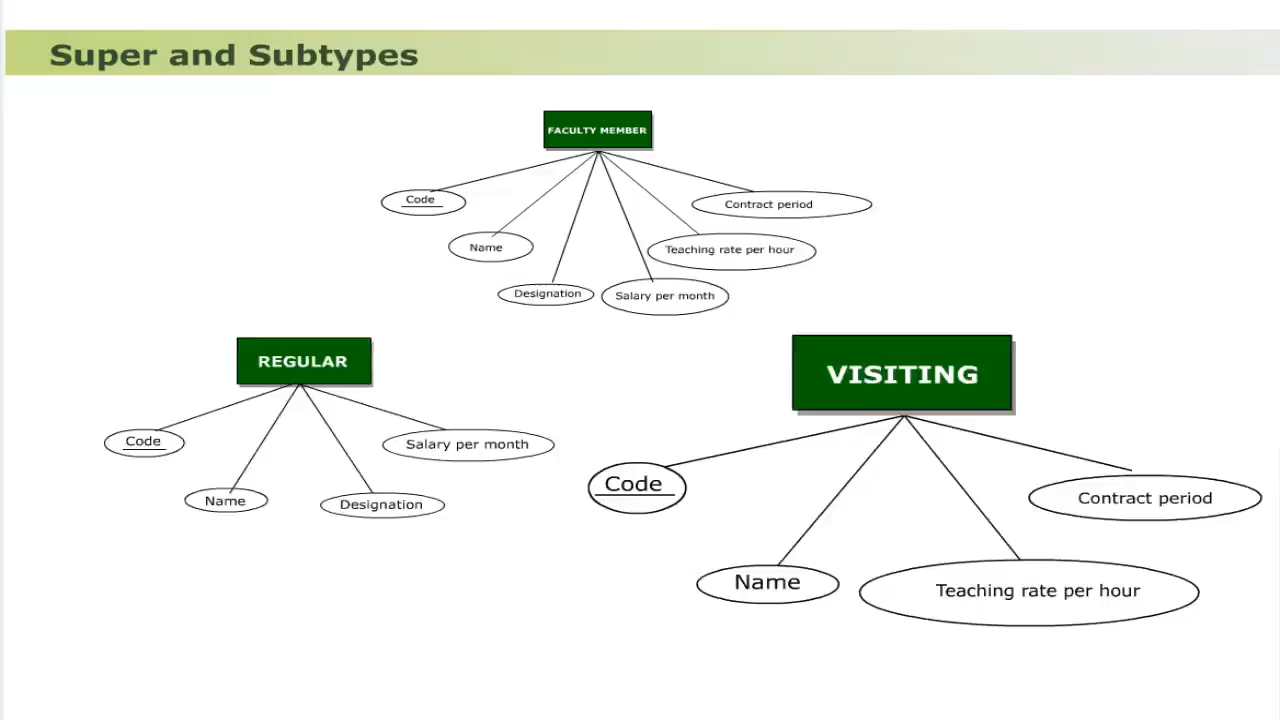 Super and Subtypes
FACULTY MEMBER
Code
Contract period
Name
Teaching rate per hour
Designation
Salary per month
REGULAR
Code
Salary per month
Name
Designation
VISITING
Code
Contract period
Name
Teaching rate per hour